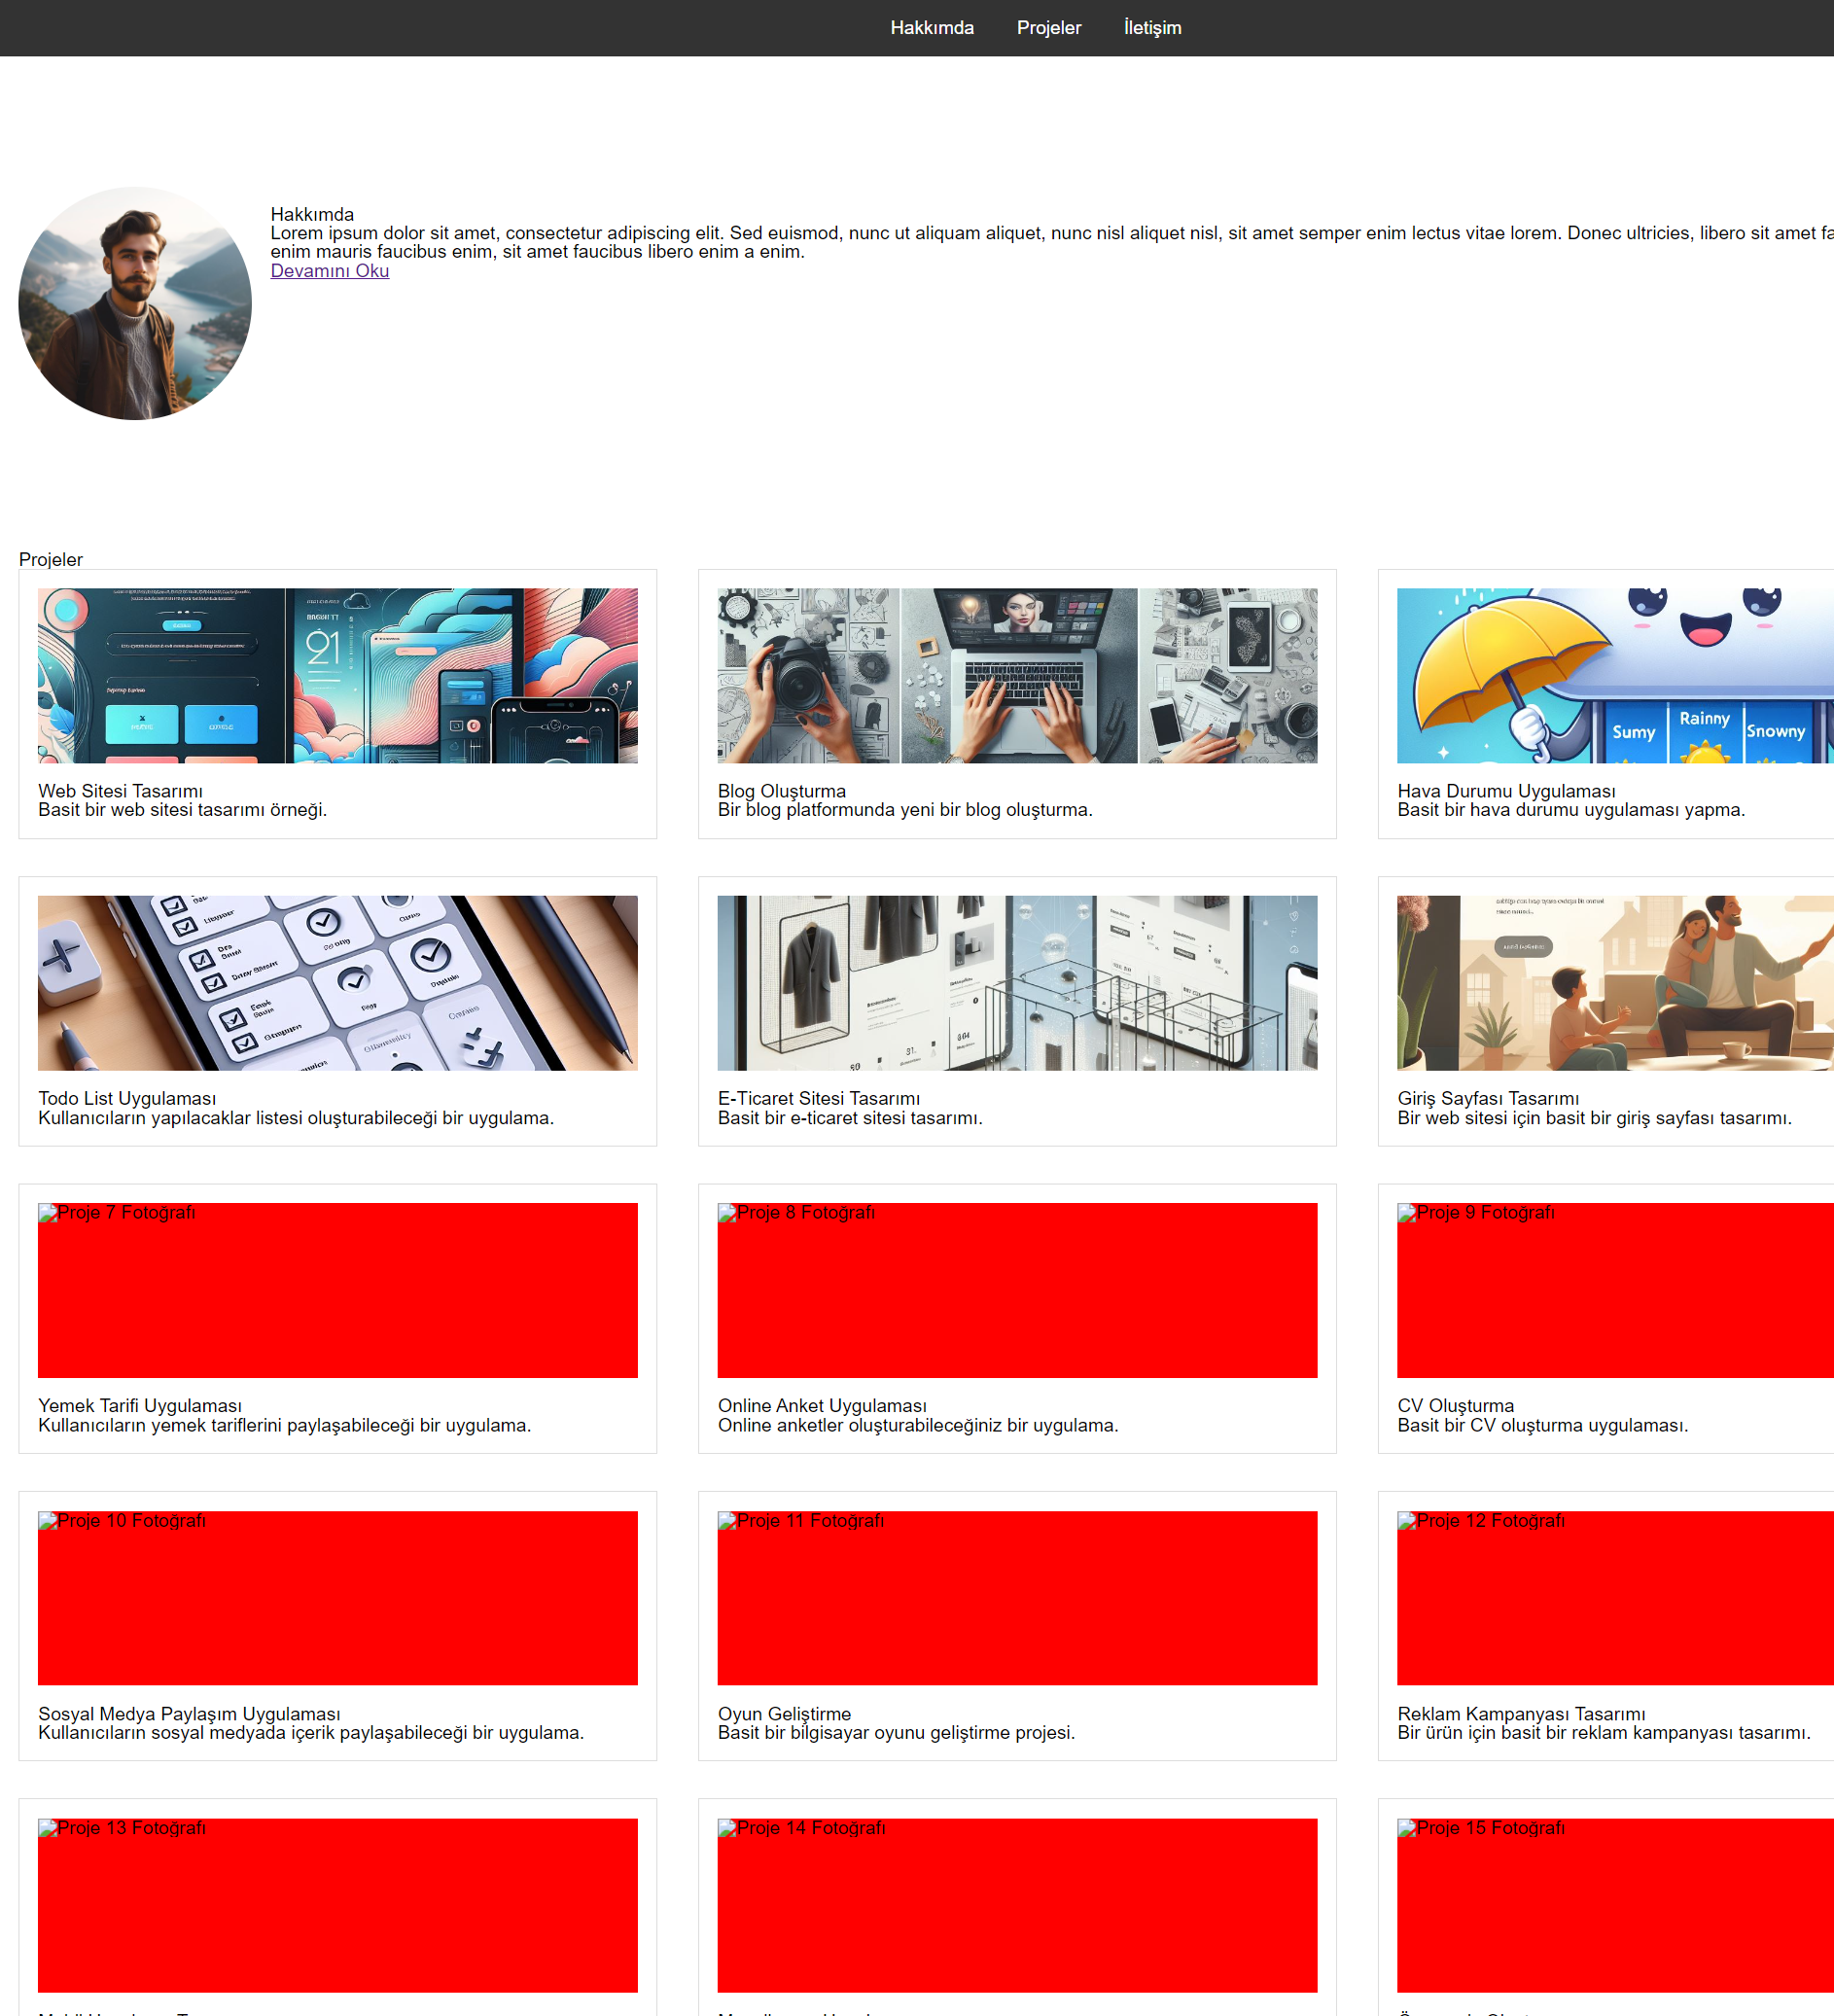 Hakkımda Projeler İletişim
Hakkımda
Lorem ipsum dolor sit amet, consectetur adipiscing elit. Sed euismod, nunc ut aliquam aliquet, nunc nisl aliquet nisl, sit amet semper enim lectus vitae lorem. Donec ultricies, libero sit amet fa
enim mauris faucibus enim, sit amet faucibus libero enim a enim.
Devamını Oku
Projeler
21
Sumy Rainny Snowny
Web Sitesi Tasarımı
Basit bir web sitesi tasarımı örneği.
Blog Oluşturma
Bir blog platformunda yeni bir blog oluşturma.
Hava Durumu Uygulaması
Basit bir hava durumu uygulaması yapma.
Todo List Uygulaması
Kullanıcıların yapılacaklar listesi oluşturabileceği bir uygulama.
E-Ticaret Sitesi Tasarımı
Basit bir e-ticaret sitesi tasarımı.
Giriş Sayfası Tasarımı
Bir web sitesi için basit bir giriş sayfası tasarımı.
Proje 7 Fotoğrafı
Yemek Tarifi Uygulaması
Kullanıcıların yemek tariflerini paylaşabileceği bir uygulama.
Proje 8 Fotoğrafı
Online Anket Uygulaması
Online anketler oluşturabileceğiniz bir uygulama.
Proje 9 Fotoğrafı
CV Oluşturma
Basit bir CV oluşturma uygulaması.
Proje 10 Fotoğrafı
Sosyal Medya Paylaşım Uygulaması
Kullanıcıların sosyal medyada içerik paylaşabileceği bir uygulama.
Proje 11 Fotoğrafı
Oyun Geliştirme
Basit bir bilgisayar oyunu geliştirme projesi.
Proje 12 Fotoğrafı
Reklam Kampanyası Tasarımı
Bir ürün için basit bir reklam kampanyası tasarımı.
Proje 13 Fotoğrafı
Proje 14 Fotoğrafı
Proje 15 Fotoğrafı